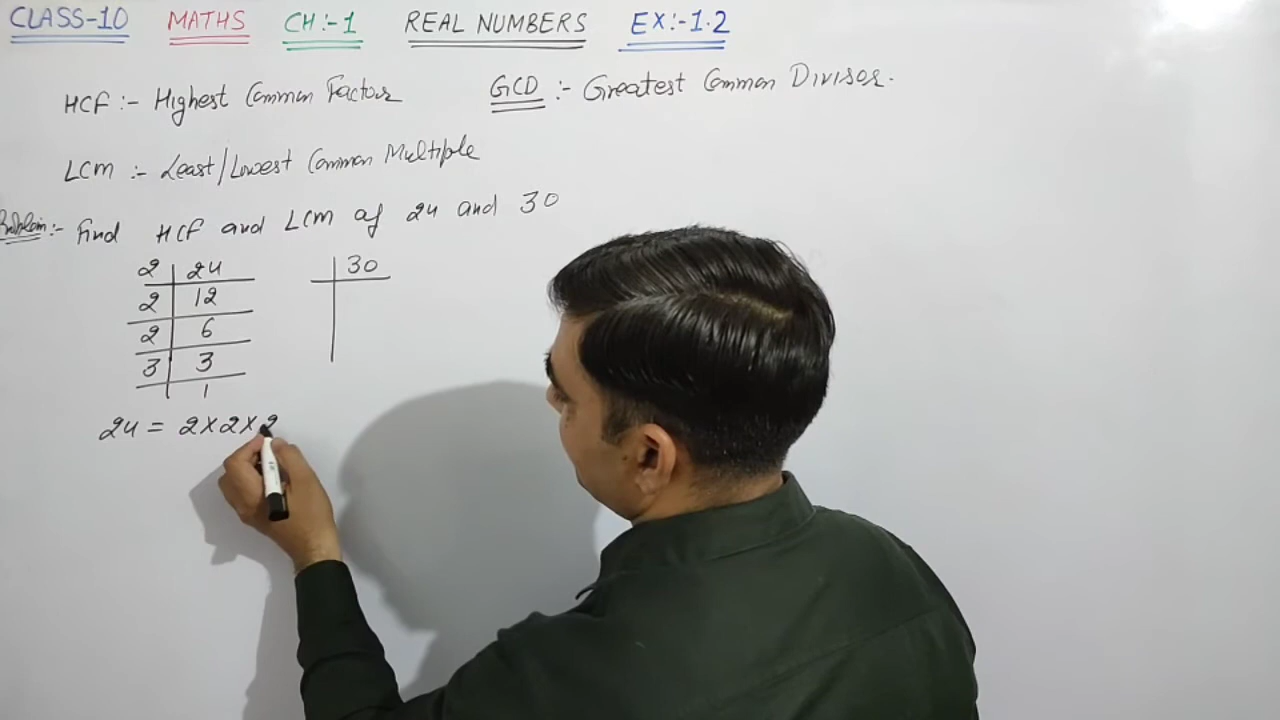 CLASS-10 MATHS CH:-1 REAL NUMBERS EX:-1.2
HCF :- Highest Common Factor GCD :- Greatest Common Divisor.
LCM :- Least/Lowest Common Multiple
Problem:- Find HCF and LCM of 24 and 30
2 | 24 | 30
2 | 12
2 | 6
3 | 3
| 1
24 = 2×2×2